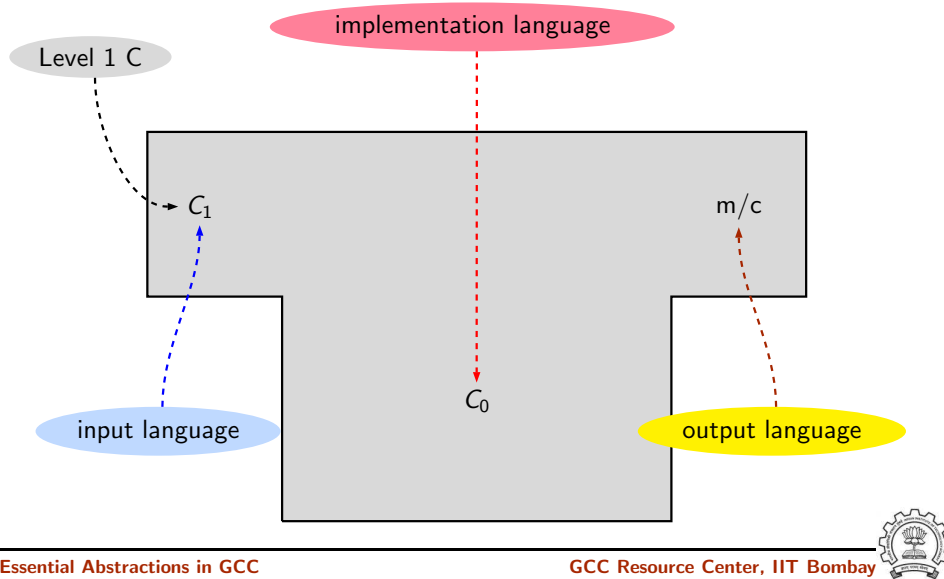 implementation language
Level 1 C
C₁
m/c
C₀
input language
output language
Essential Abstractions in GCC
GCC Resource Center, IIT Bombay